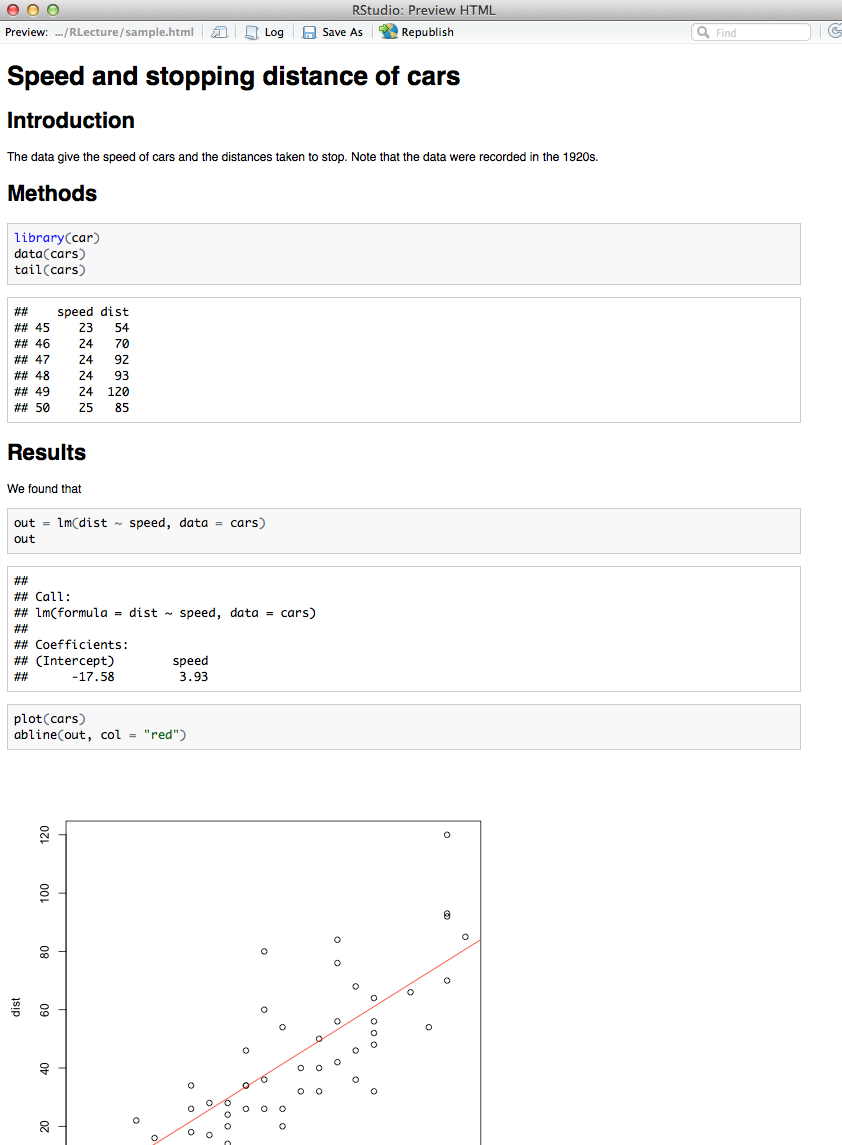 RStudio: Preview HTML
Preview: .../RLecture/sample.html Log Save As Republish Find
Speed and stopping distance of cars
Introduction
The data give the speed of cars and the distances taken to stop. Note that the data were recorded in the 1920s.
Methods
library(car)
data(cars)
tail(cars)
##    speed dist
## 45    23   54
## 46    24   70
## 47    24   92
## 48    24   93
## 49    24  120
## 50    25   85
Results
We found that
out = lm(dist ~ speed, data = cars)
out
##
## Call:
## lm(formula = dist ~ speed, data = cars)
##
## Coefficients:
## (Intercept)        speed
##      -17.58         3.93
plot(cars)
abline(out, col = "red")
120
100
80
60
dist
40
20